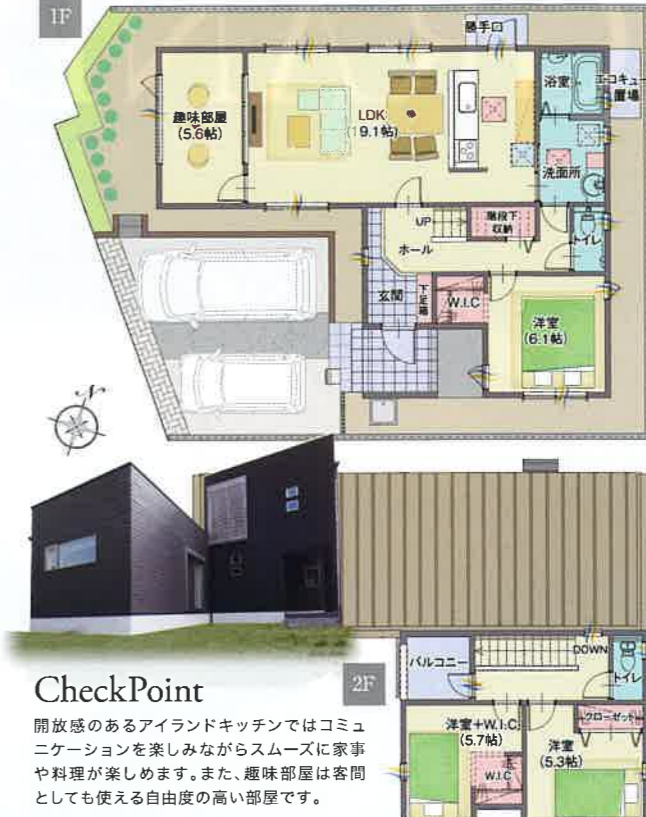 1F
勝手口
浴室
エコキュート
置場
趣味部屋
(5.6帖)
LDK
(19.1帖)
洗面所
UP
階段下
収納
ホール
トイレ
玄関
下足箱
W.I.C
洋室
(6.1帖)
N
CheckPoint
開放感のあるアイランドキッチンではコミュ
ニケーションを楽しみながらスムーズに家事
や料理が楽しめます。また、趣味部屋は客間
としても使える自由度の高い部屋です。
2F
バルコニー
DOWN
トイレ
洋室+W.I.C
(5.7帖)
クローゼット
洋室
(5.3帖)
W.I.C